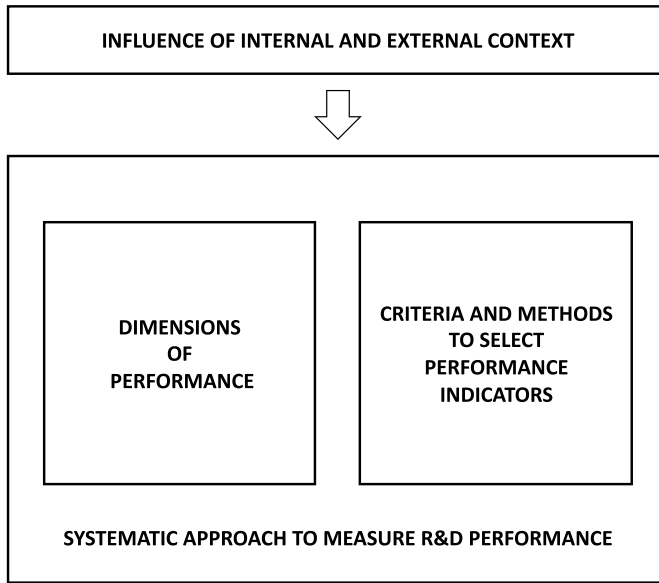 INFLUENCE OF INTERNAL AND EXTERNAL CONTEXT
DIMENSIONS
OF
PERFORMANCE
CRITERIA AND METHODS
TO SELECT
PERFORMANCE
INDICATORS
SYSTEMATIC APPROACH TO MEASURE R&D PERFORMANCE